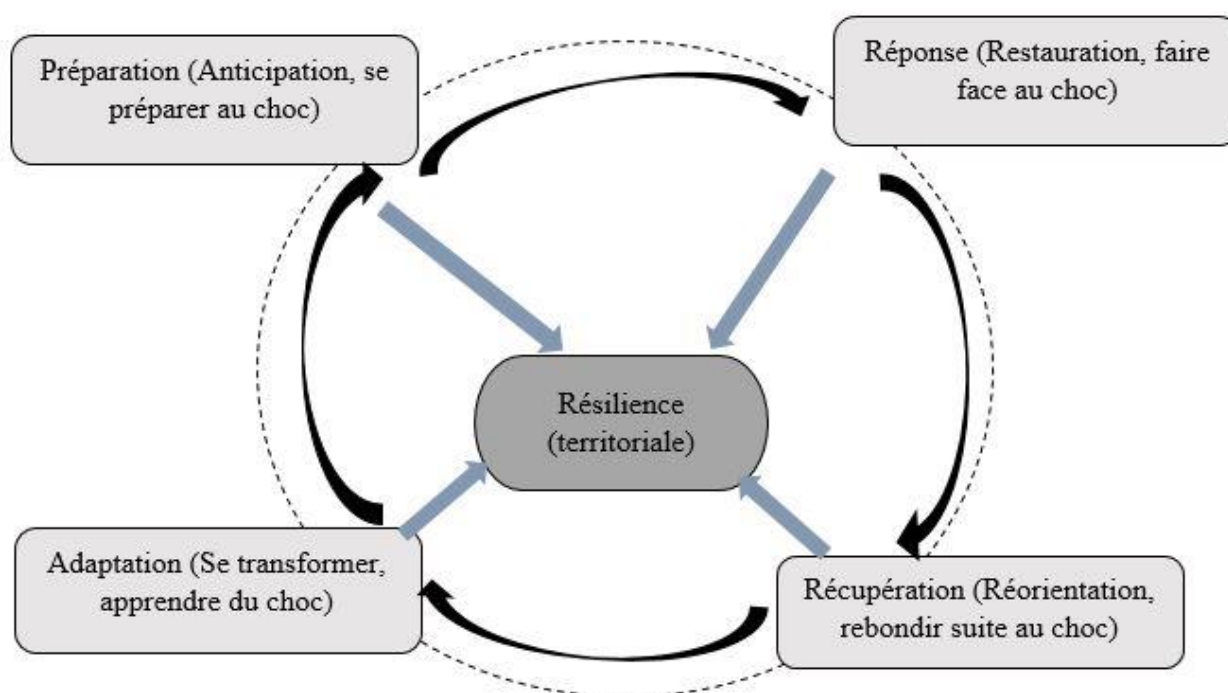 Préparation (Anticipation, se
préparer au choc)
Réponse (Restauration, faire
face au choc)
Résilience
(territoriale)
Adaptation (Se transformer,
apprendre du choc)
Récupération (Réorientation,
rebondir suite au choc)